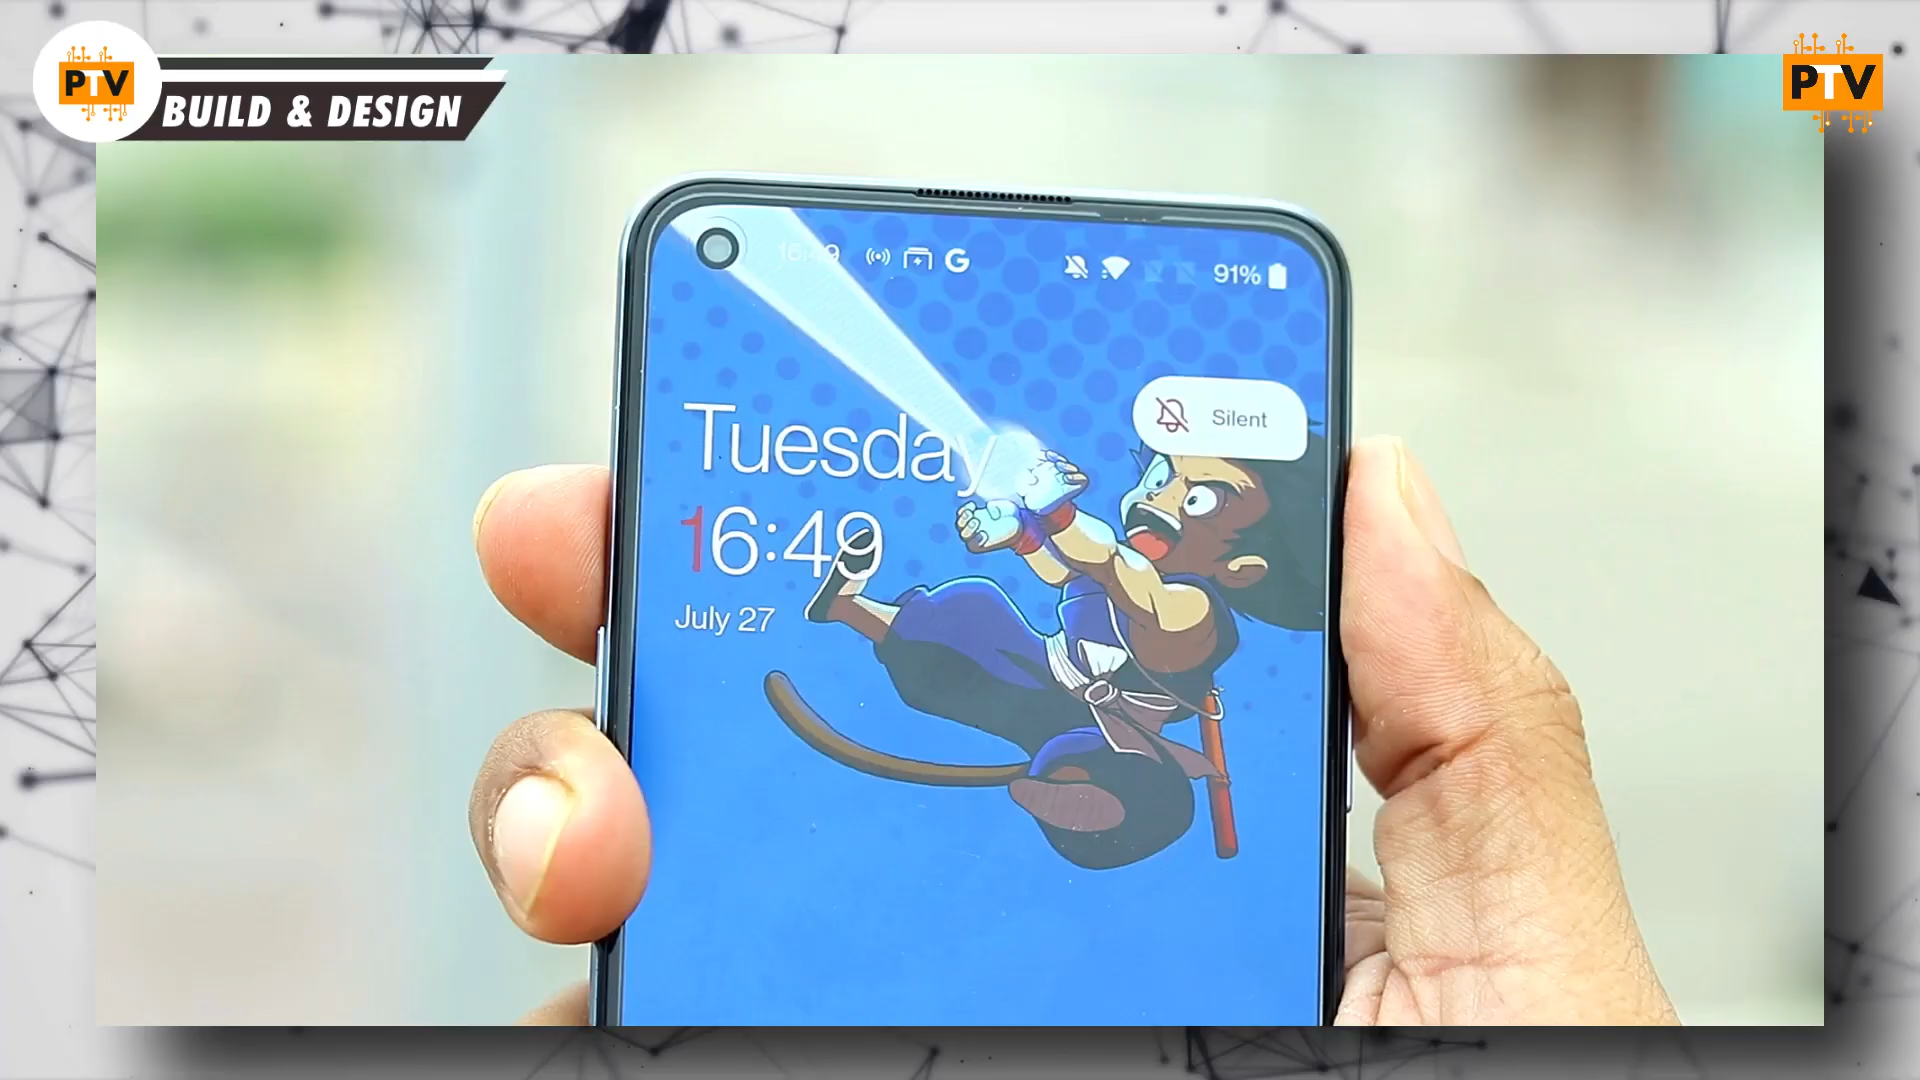 PTV
BUILD & DESIGN
PTV
16:49
G
91%
Silent
Tuesday
16:49
July 27